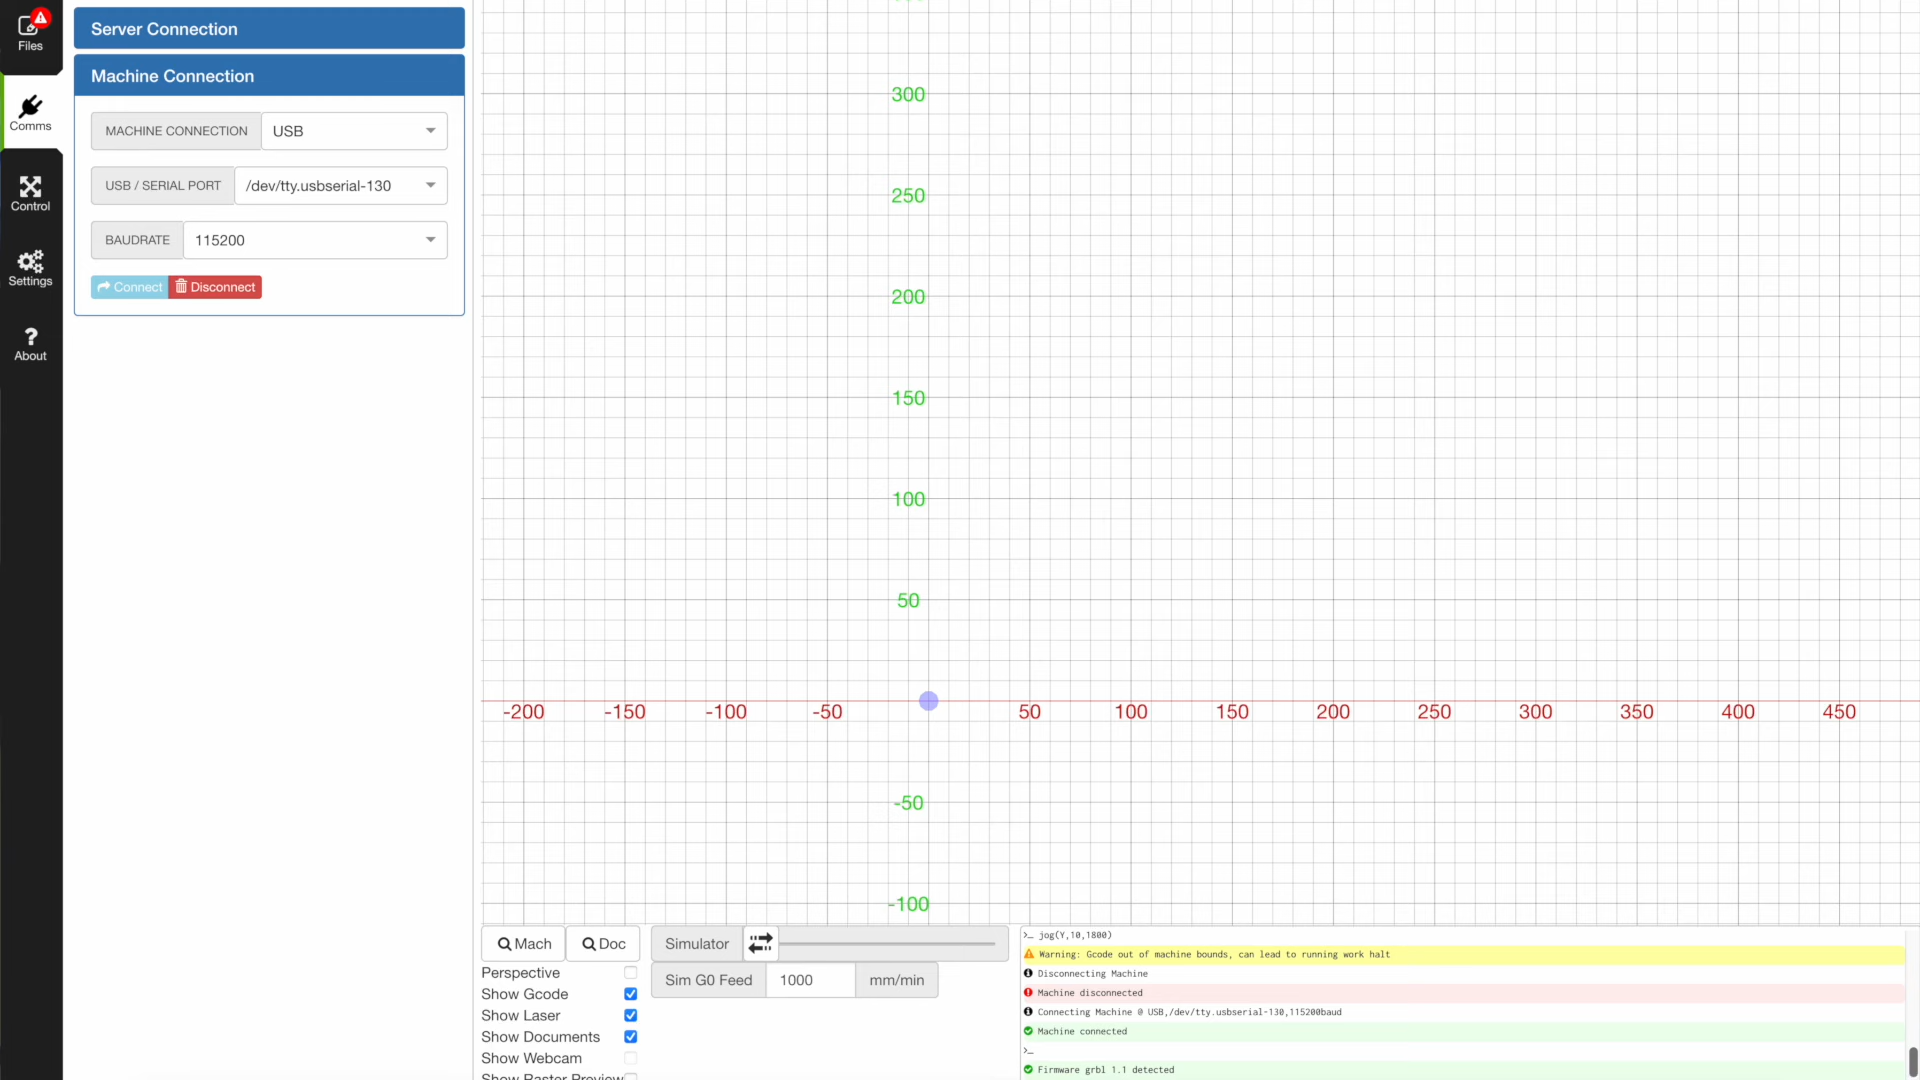 Files
Comms
Control
Settings
About
Server Connection
Machine Connection
MACHINE CONNECTION USB
USB / SERIAL PORT /dev/tty.usbserial-130
BAUDRATE 115200
Connect Disconnect
300
250
200
150
100
50
-200 -150 -100 -50 50 100 150 200 250 300 350 400 450
-50
-100
Mach Doc
Perspective
Show Gcode
Show Laser
Show Documents
Show Webcam
Show Raster Preview
Simulator
Sim G0 Feed 1000 mm/min
>_ jog(Y,10,1800)
Warning: Gcode out of machine bounds, can lead to running work halt
Disconnecting Machine
Machine disconnected
Connecting Machine @ USB,/dev/tty.usbserial-130,115200baud
Machine connected
>_
Firmware grbl 1.1 detected